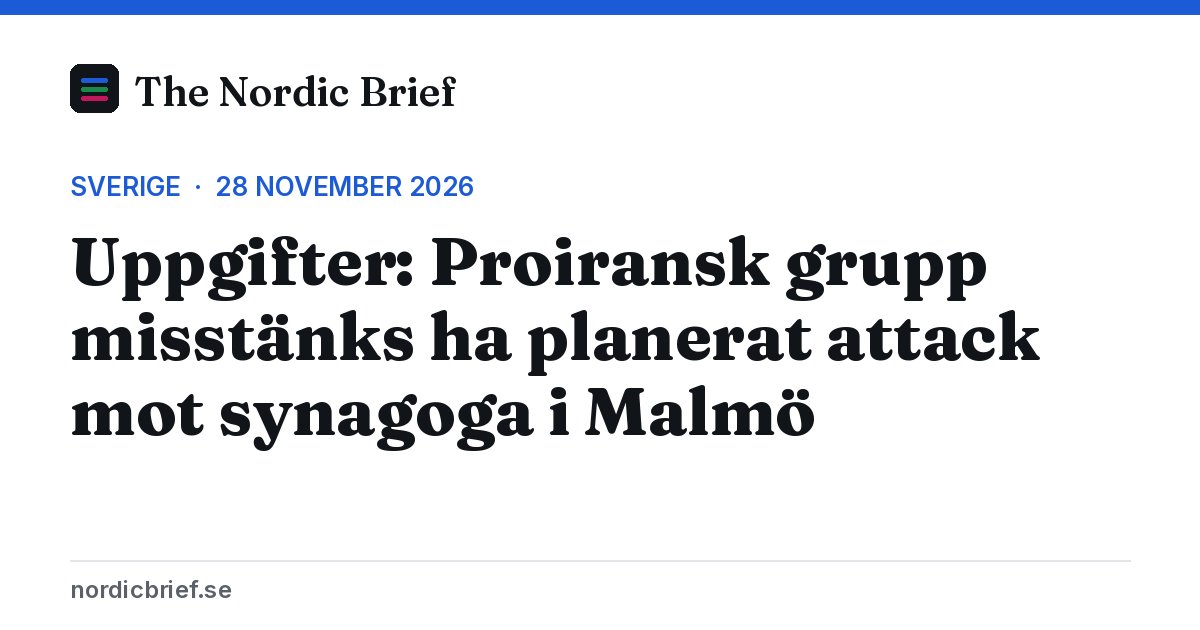 The Nordic Brief
SVERIGE · 28 NOVEMBER 2026
Uppgifter: Proiransk grupp
misstänks ha planerat attack
mot synagoga i Malmö
nordicbrief.se